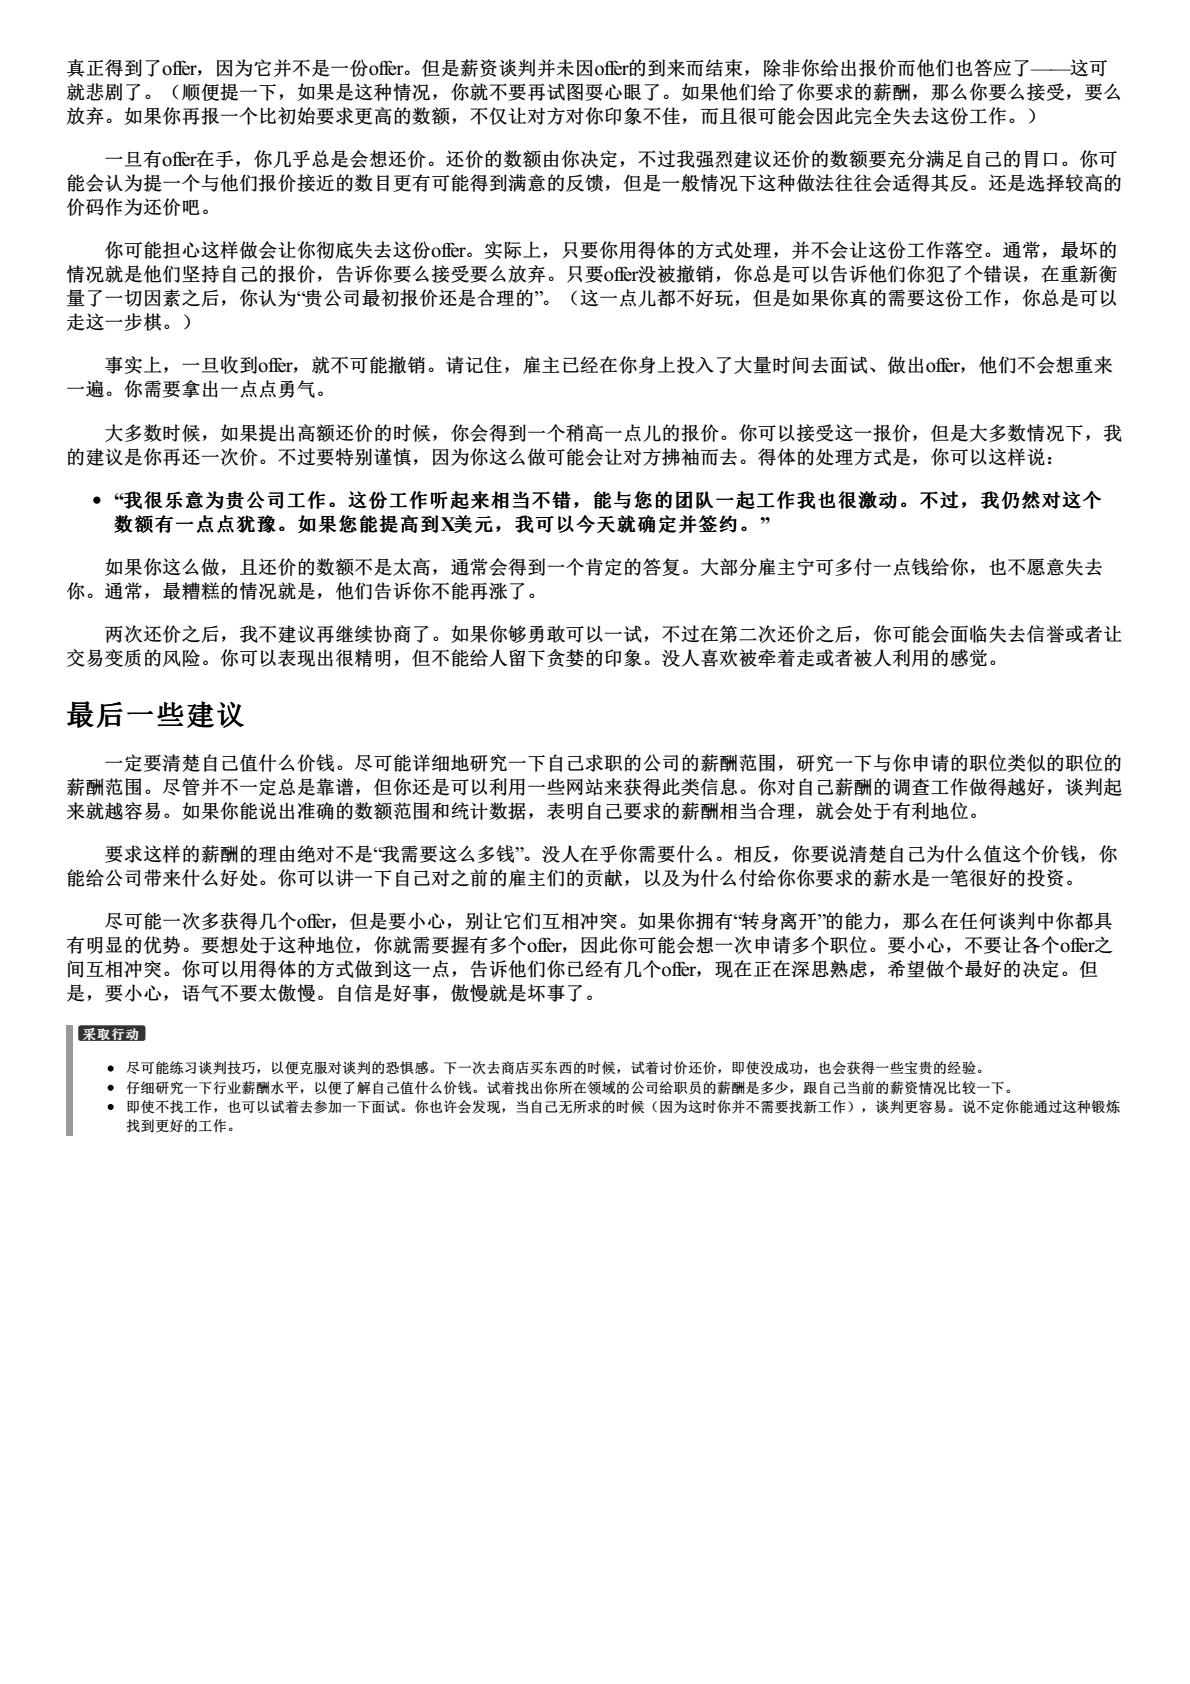 真正得到了offer，因为它并不是一份offer。但是薪资谈判并未因offer的到来而结束，除非你给出报价而他们也答应了——这可
就悲剧了。（顺便提一下，如果是这种情况，你就不要再试图耍心眼了。如果他们给了你要求的薪酬，那么你要么接受，要么
放弃。如果你再报一个比初始要求更高的数额，不仅让对方对你印象不佳，而且很可能会因此完全失去这份工作。）
一旦有offer在手，你几乎总是会想还价。还价的数额由你决定，不过我强烈建议还价的数额要充分满足自己的胃口。你可
能会认为提一个与他们报价接近的数目更有可能得到满意的反馈，但是一般情况下这种做法往往会适得其反。还是选择较高的
价码作为还价吧。
你可能担心这样做会让你彻底失去这份offer。实际上，只要你用得体的方式处理，并不会让这份工作落空。通常，最坏的
情况就是他们坚持自己的报价，告诉你要么接受要么放弃。只要offer没被撤销，你总是可以告诉他们你犯了个错误，在重新衡
量了一切因素之后，你认为“贵公司最初报价还是合理的”。（这一点儿都不好玩，但是如果你真的需要这份工作，你总是可以
走这一步棋。）
事实上，一旦收到offer，就不可能撤销。请记住，雇主已经在你身上投入了大量时间去面试、做出offer，他们不会想重来
一遍。你需要拿出一点点勇气。
大多数时候，如果提出高额还价的时候，你会得到一个稍高一点儿的报价。你可以接受这一报价，但是大多数情况下，我
的建议是你再还一次价。不过要特别谨慎，因为你这么做可能会让对方拂袖而去。得体的处理方式是，你可以这样说：
● “我很乐意为贵公司工作。这份工作听起来相当不错，能与您的团队一起工作我也很激动。不过，我仍然对这个
数额有一点点犹豫。如果您能提高到X美元，我可以今天就确定并签约。”
如果你这么做，且还价的数额不是太高，通常会得到一个肯定的答复。大部分雇主宁可多付一点钱给你，也不愿意失去
你。通常，最糟糕的情况就是，他们告诉你不能再涨了。
两次还价之后，我不建议再继续协商了。如果你够勇敢可以一试，不过在第二次还价之后，你可能会面临失去信誉或者让
交易变质的风险。你可以表现出很精明，但不能给人留下贪婪的印象。没人喜欢被牵着走或者被人利用的感觉。
最后一些建议
一定要清楚自己值什么价钱。尽可能详细地研究一下自己求职的公司的薪酬范围，研究一下与你申请的职位类似的职位的
薪酬范围。尽管并不一定总是靠谱，但你还是可以利用一些网站来获得此类信息。你对自己薪酬的调查工作做得越好，谈判起
来就越容易。如果你能说出准确的数额范围和统计数据，表明自己要求的薪酬相当合理，就会处于有利地位。
要求这样的薪酬的理由绝对不是“我需要这么多钱”。没人在乎你需要什么。相反，你要说清楚自己为什么值这个价钱，你
能给公司带来什么好处。你可以讲一下自己对之前的雇主们的贡献，以及为什么付给你你要求的薪水是一笔很好的投资。
尽可能一次多获得几个offer，但是要小心，别让它们互相冲突。如果你拥有“转身离开”的能力，那么在任何谈判中你都具
有明显的优势。要想处于这种地位，你就需要握有多个offer，因此你可能会想一次申请多个职位。要小心，不要让各个offer之
间互相冲突。你可以用得体的方式做到这一点，告诉他们你已经有几个offer，现在正在深思熟虑，希望做个最好的决定。但
是，要小心，语气不要太傲慢。自信是好事，傲慢就是坏事了。
采取行动
● 尽可能练习谈判技巧，以便克服对谈判的恐惧感。下一次去商店买东西的时候，试着讨价还价，即使没成功，也会获得一些宝贵的经验。
● 仔细研究一下行业薪酬水平，以便了解自己值什么价钱。试着找出你所在领域的公司给职员的薪酬是多少，跟自己当前的薪资情况比较一下。
● 即使不找工作，也可以试着去参加一下面试。你也许会发现，当自己无所求的时候（因为这时你并不需要找新工作），谈判更容易。说不定你能通过这种锻炼
找到更好的工作。